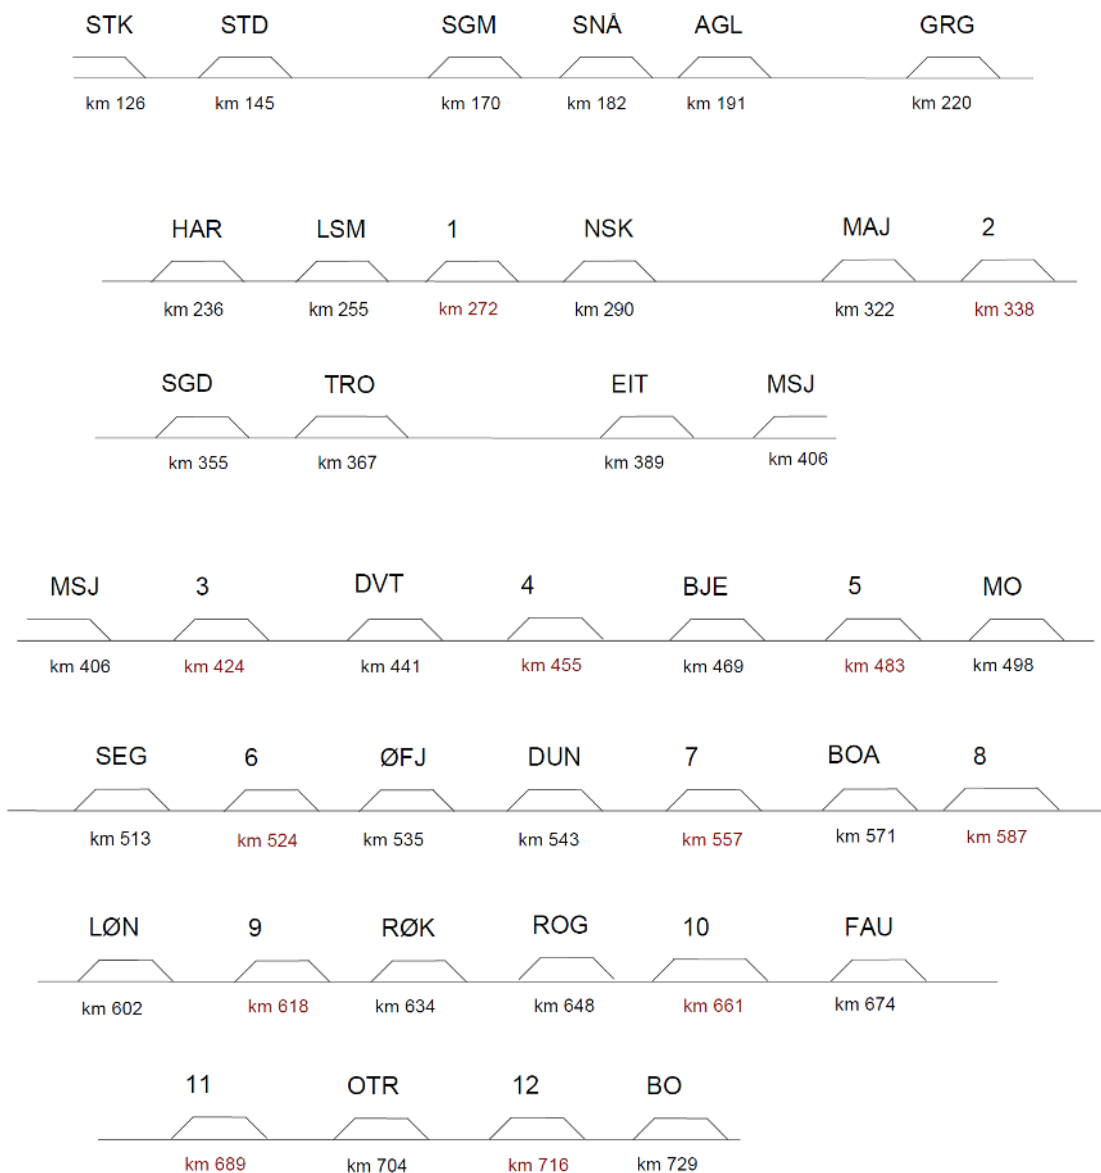 STK STD SGM SNÅ AGL GRG
km 126 km 145 km 170 km 182 km 191 km 220
HAR LSM 1 NSK MAJ 2
km 236 km 255 km 272 km 290 km 322 km 338
SGD TRO EIT MSJ
km 355 km 367 km 389 km 406
MSJ 3 DVT 4 BJE 5 MO
km 406 km 424 km 441 km 455 km 469 km 483 km 498
SEG 6 ØFJ DUN 7 BOA 8
km 513 km 524 km 535 km 543 km 557 km 571 km 587
LØN 9 RØK ROG 10 FAU
km 602 km 618 km 634 km 648 km 661 km 674
11 OTR 12 BO
km 689 km 704 km 716 km 729